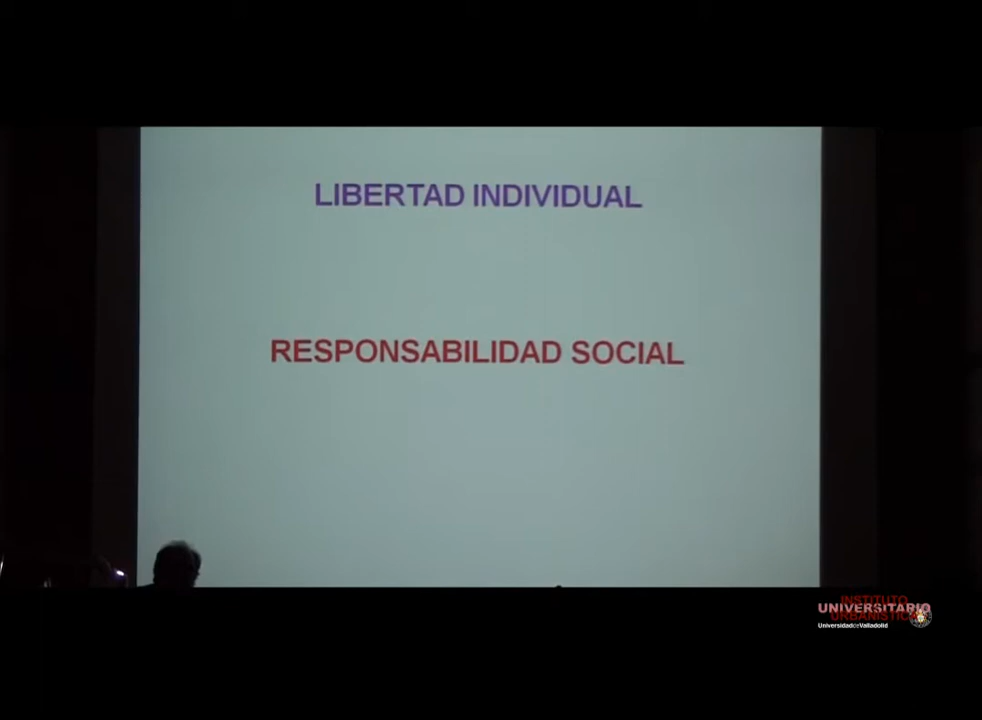 LIBERTAD INDIVIDUAL
RESPONSABILIDAD SOCIAL
INSTITUTO
UNIVERSITARIO
URBANÍSTICA
UniversidaddeValladolid